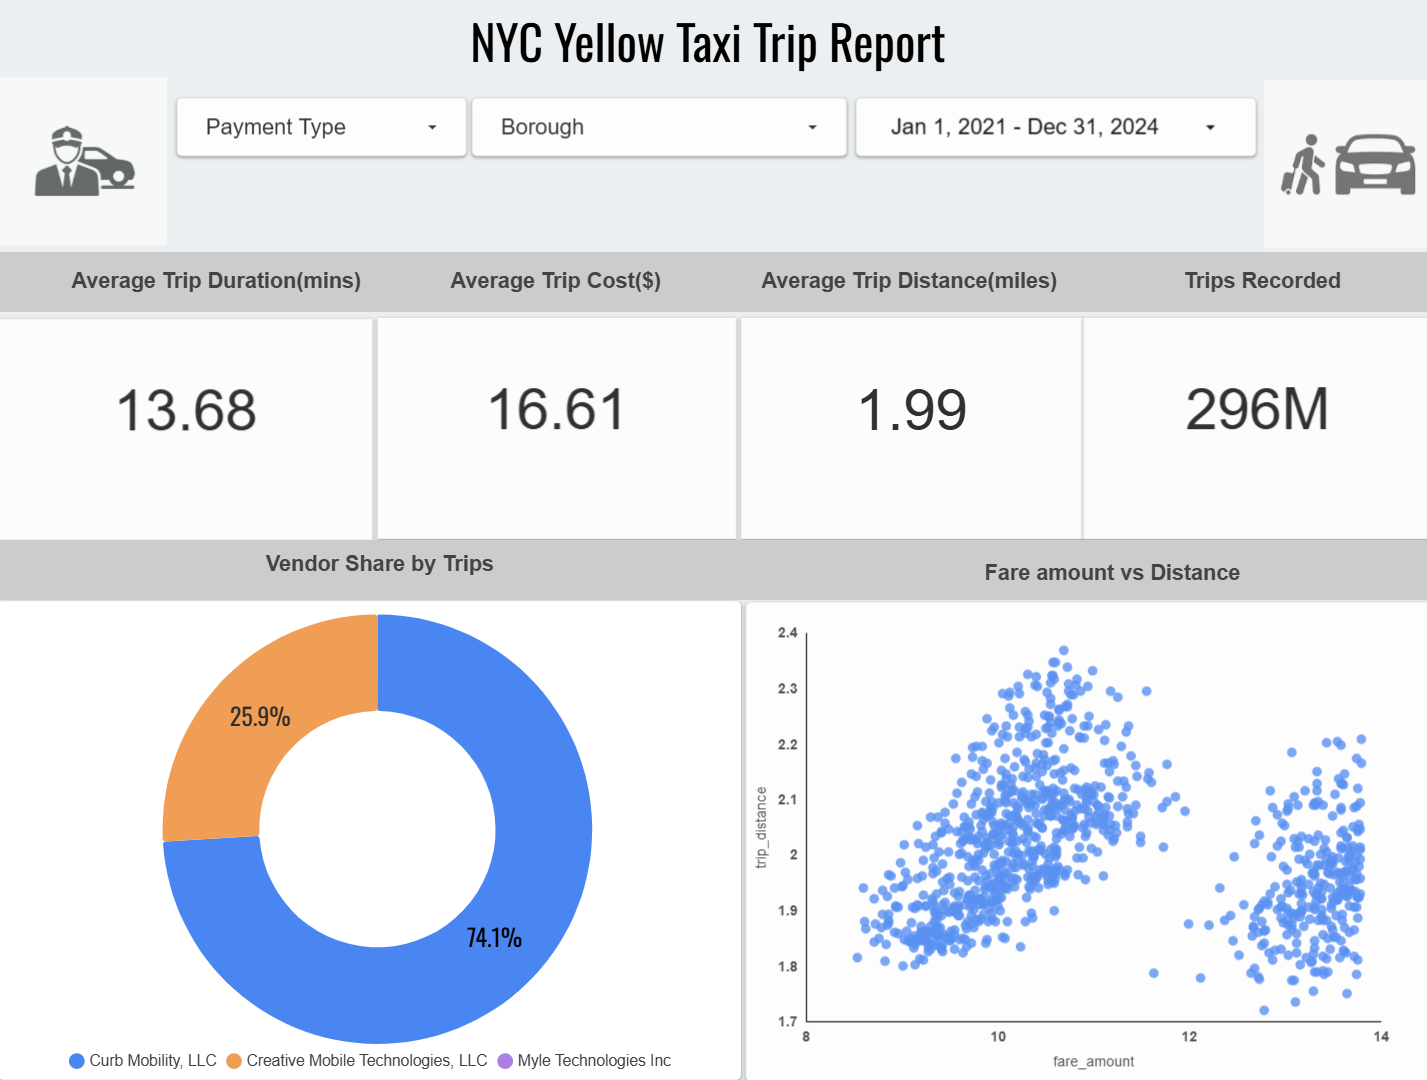 NYC Yellow Taxi Trip Report
Payment Type
Borough
Jan 1, 2021 - Dec 31, 2024
Average Trip Duration(mins)
Average Trip Cost($)
Average Trip Distance(miles)
Trips Recorded
13.68
16.61
1.99
296M
Vendor Share by Trips
25.9%
74.1%
Curb Mobility, LLC
Creative Mobile Technologies, LLC
Myle Technologies Inc
Fare amount vs Distance
trip_distance
2.4
2.3
2.2
2.1
2
1.9
1.8
1.7
8
10
12
14
fare_amount